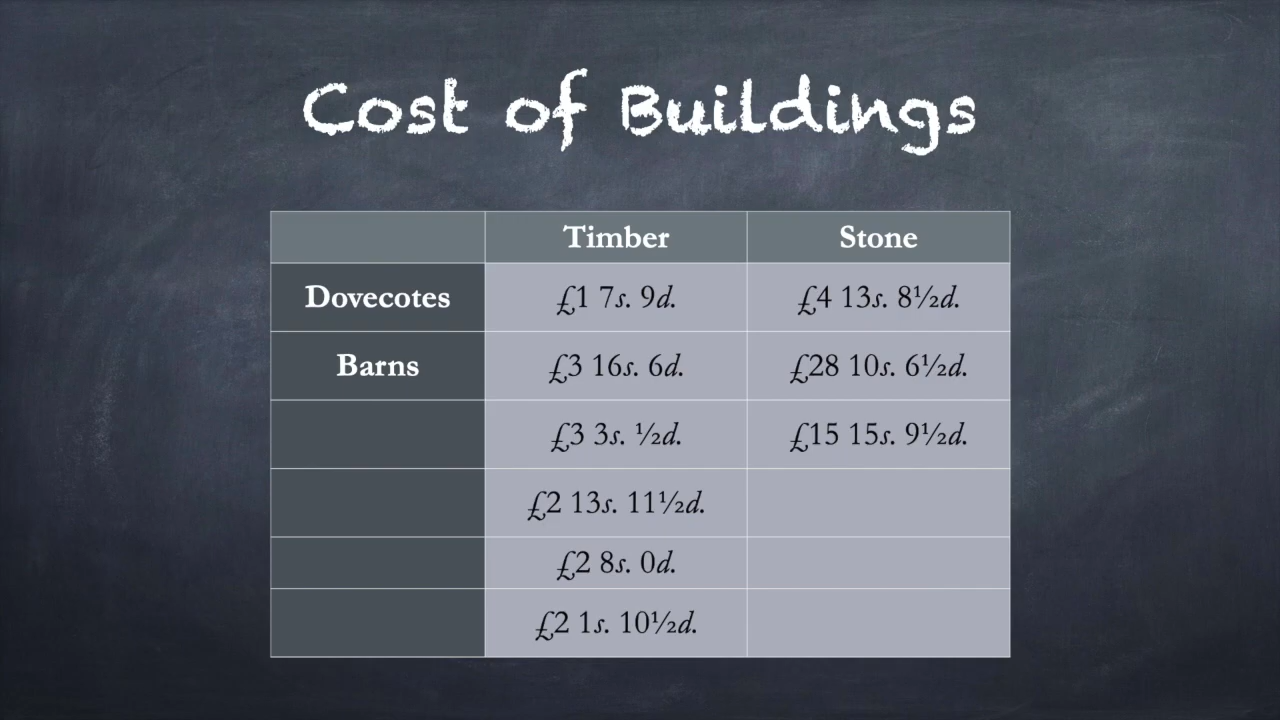 Cost of Buildings
Timber Stone
Dovecotes £1 7s. 9d. £4 13s. 8½d.
Barns £3 16s. 6d. £28 10s. 6½d.
£3 3s. ½d. £15 15s. 9½d.
£2 13s. 11½d.
£2 8s. 0d.
£2 1s. 10½d.